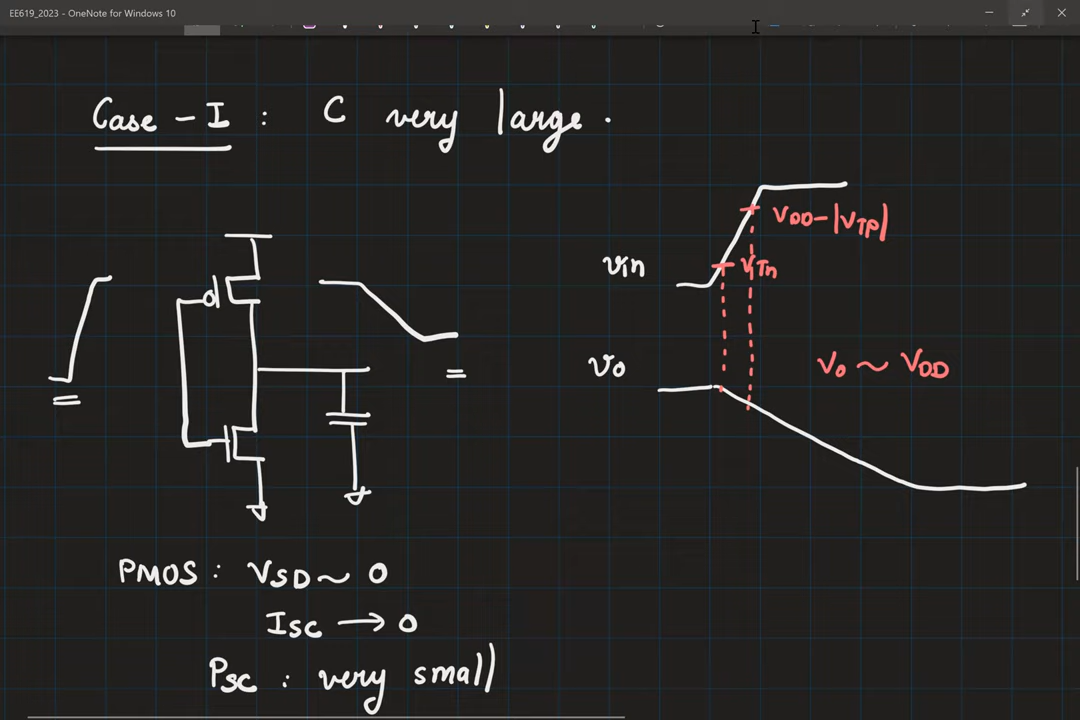 EE619_2023 - OneNote for Windows 10
Case - I : C very large.
VDD-|VTP|
Vin
VTn
Vo
Vo ~ VDD
PMOS : VSD ~ 0
ISC → 0
PSC : very small